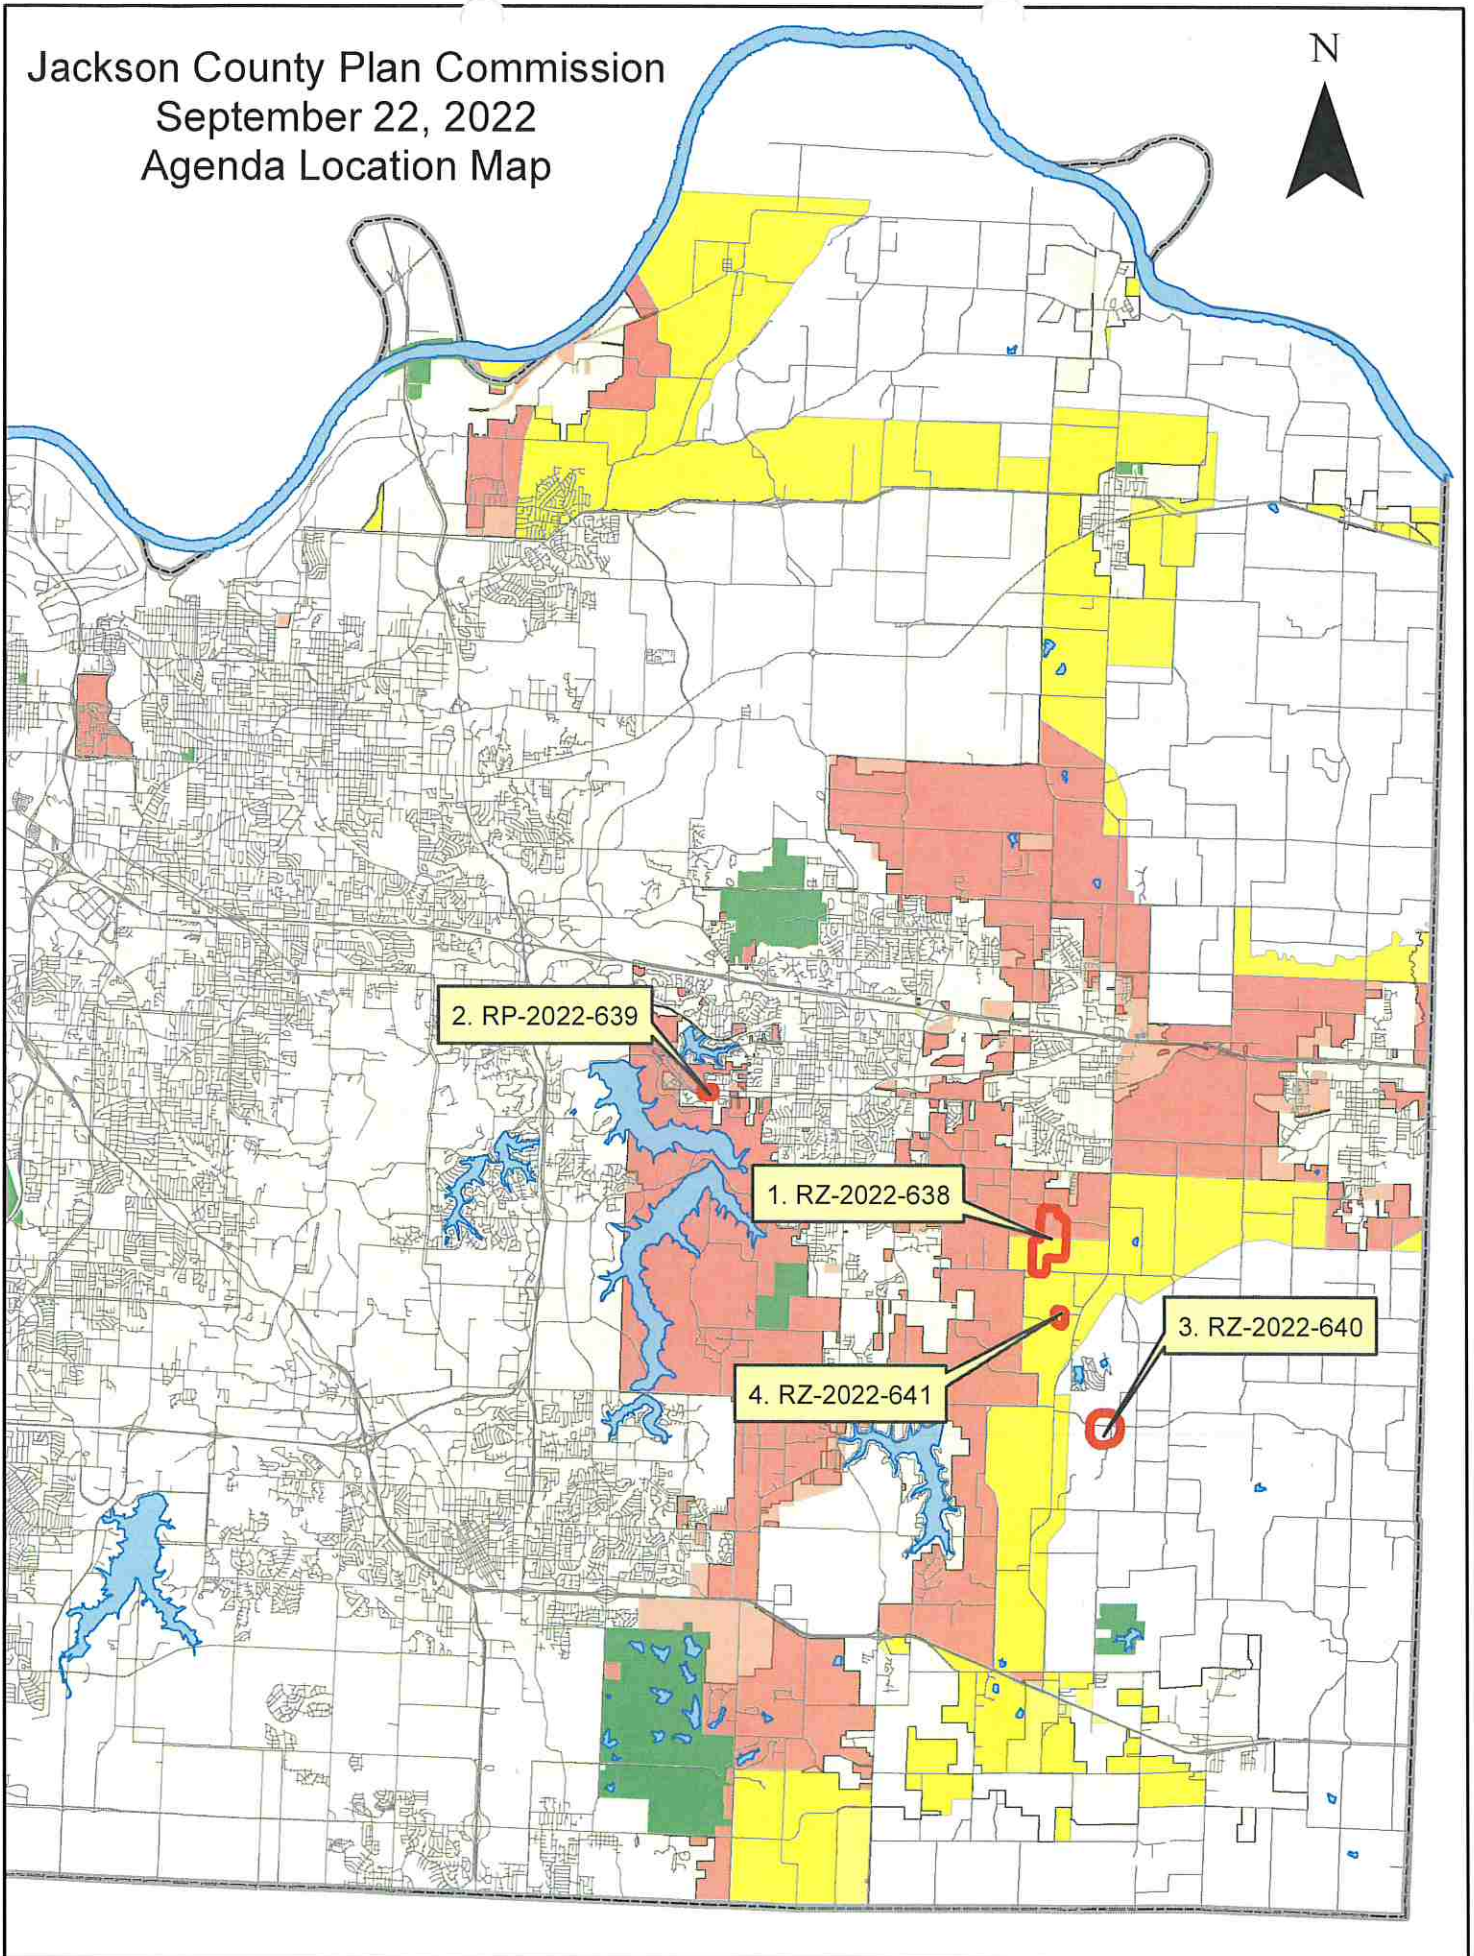 Jackson County Plan Commission
September 22, 2022
Agenda Location Map
N
2. RP-2022-639
1. RZ-2022-638
3. RZ-2022-640
4. RZ-2022-641